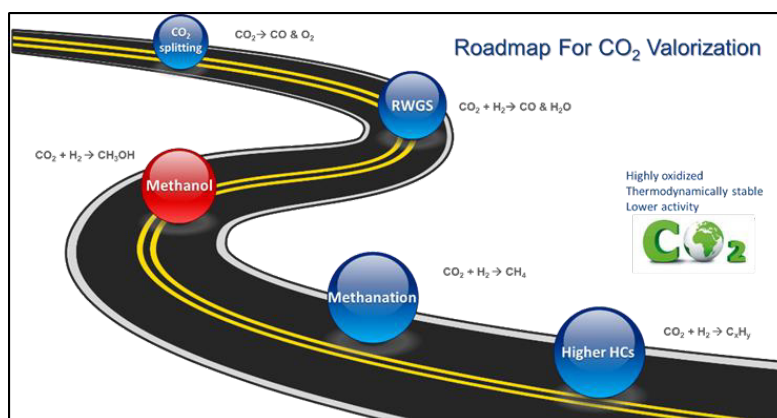 CO₂
splitting
CO₂→ CO & O₂
Roadmap For CO₂ Valorization
RWGS
CO₂ + H₂→ CO & H₂O
CO₂ + H₂→ CH₃OH
Methanol
Highly oxidized
Thermodynamically stable
Lower activity
CO₂
CO₂ + H₂→ CH₄
Methanation
CO₂ + H₂→ CₓHᵧ
Higher HCs